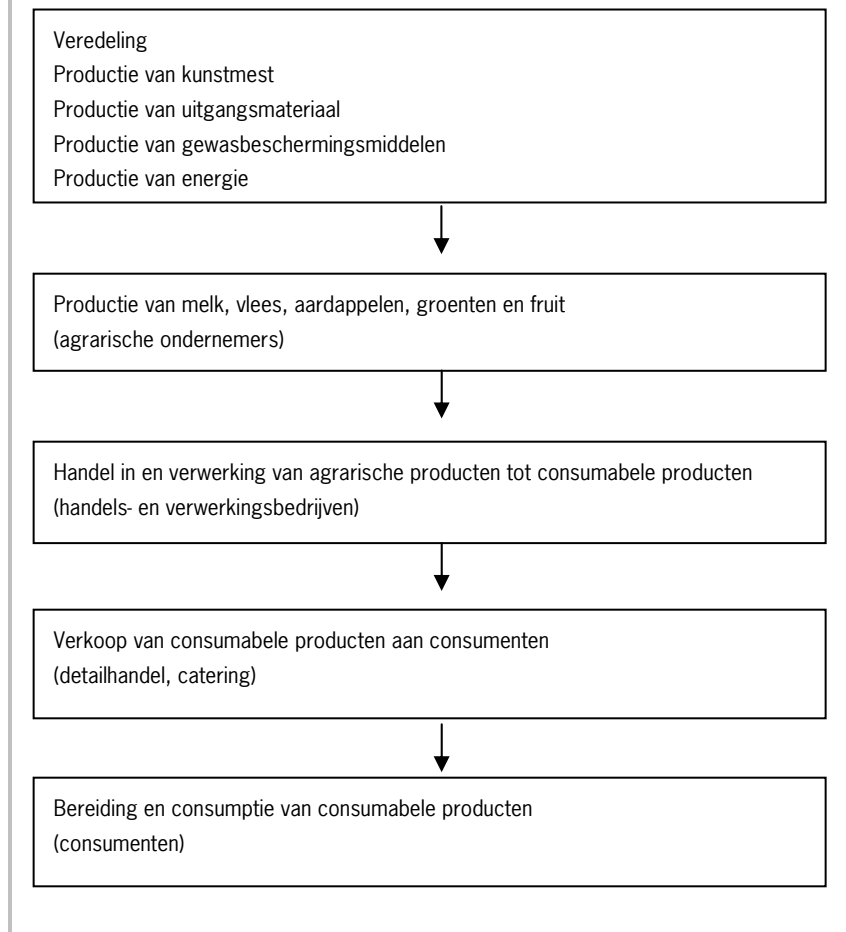 Veredeling
Productie van kunstmest
Productie van uitgangsmateriaal
Productie van gewasbeschermingsmiddelen
Productie van energie
Productie van melk, vlees, aardappelen, groenten en fruit
(agrarische ondernemers)
Handel in en verwerking van agrarische producten tot consumabele producten
(handels- en verwerkingsbedrijven)
Verkoop van consumabele producten aan consumenten
(detailhandel, catering)
Bereiding en consumptie van consumabele producten
(consumenten)